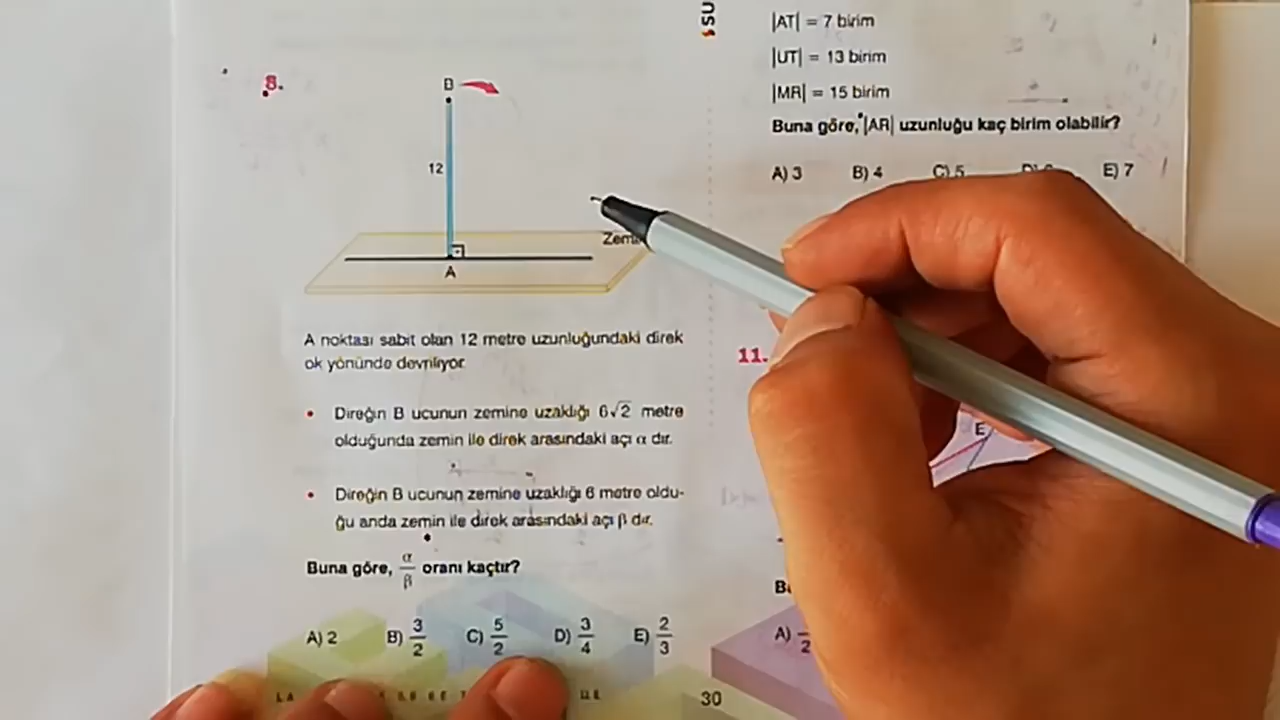 8.
B
12
Zemi
A
A noktası sabit olan 12 metre uzunluğundaki direk
ok yönünde devriliyor.
• Direğin B ucunun zemine uzaklığı 6√2 metre
olduğunda zemin ile direk arasındaki açı α dır.
• Direğin B ucunun zemine uzaklığı 6 metre oldu-
ğu anda zemin ile direk arasındaki açı β dır.
Buna göre, α/β oranı kaçtır?
A) 2 B) 3/2 C) 5/2 D) 3/4 E) 2/3
SU
|AT| = 7 birim
|UT| = 13 birim
|MR| = 15 birim
Buna göre, |AR| uzunluğu kaç birim olabilir?
A) 3 B) 4 C) 5 E) 7
11.
E
A)
30